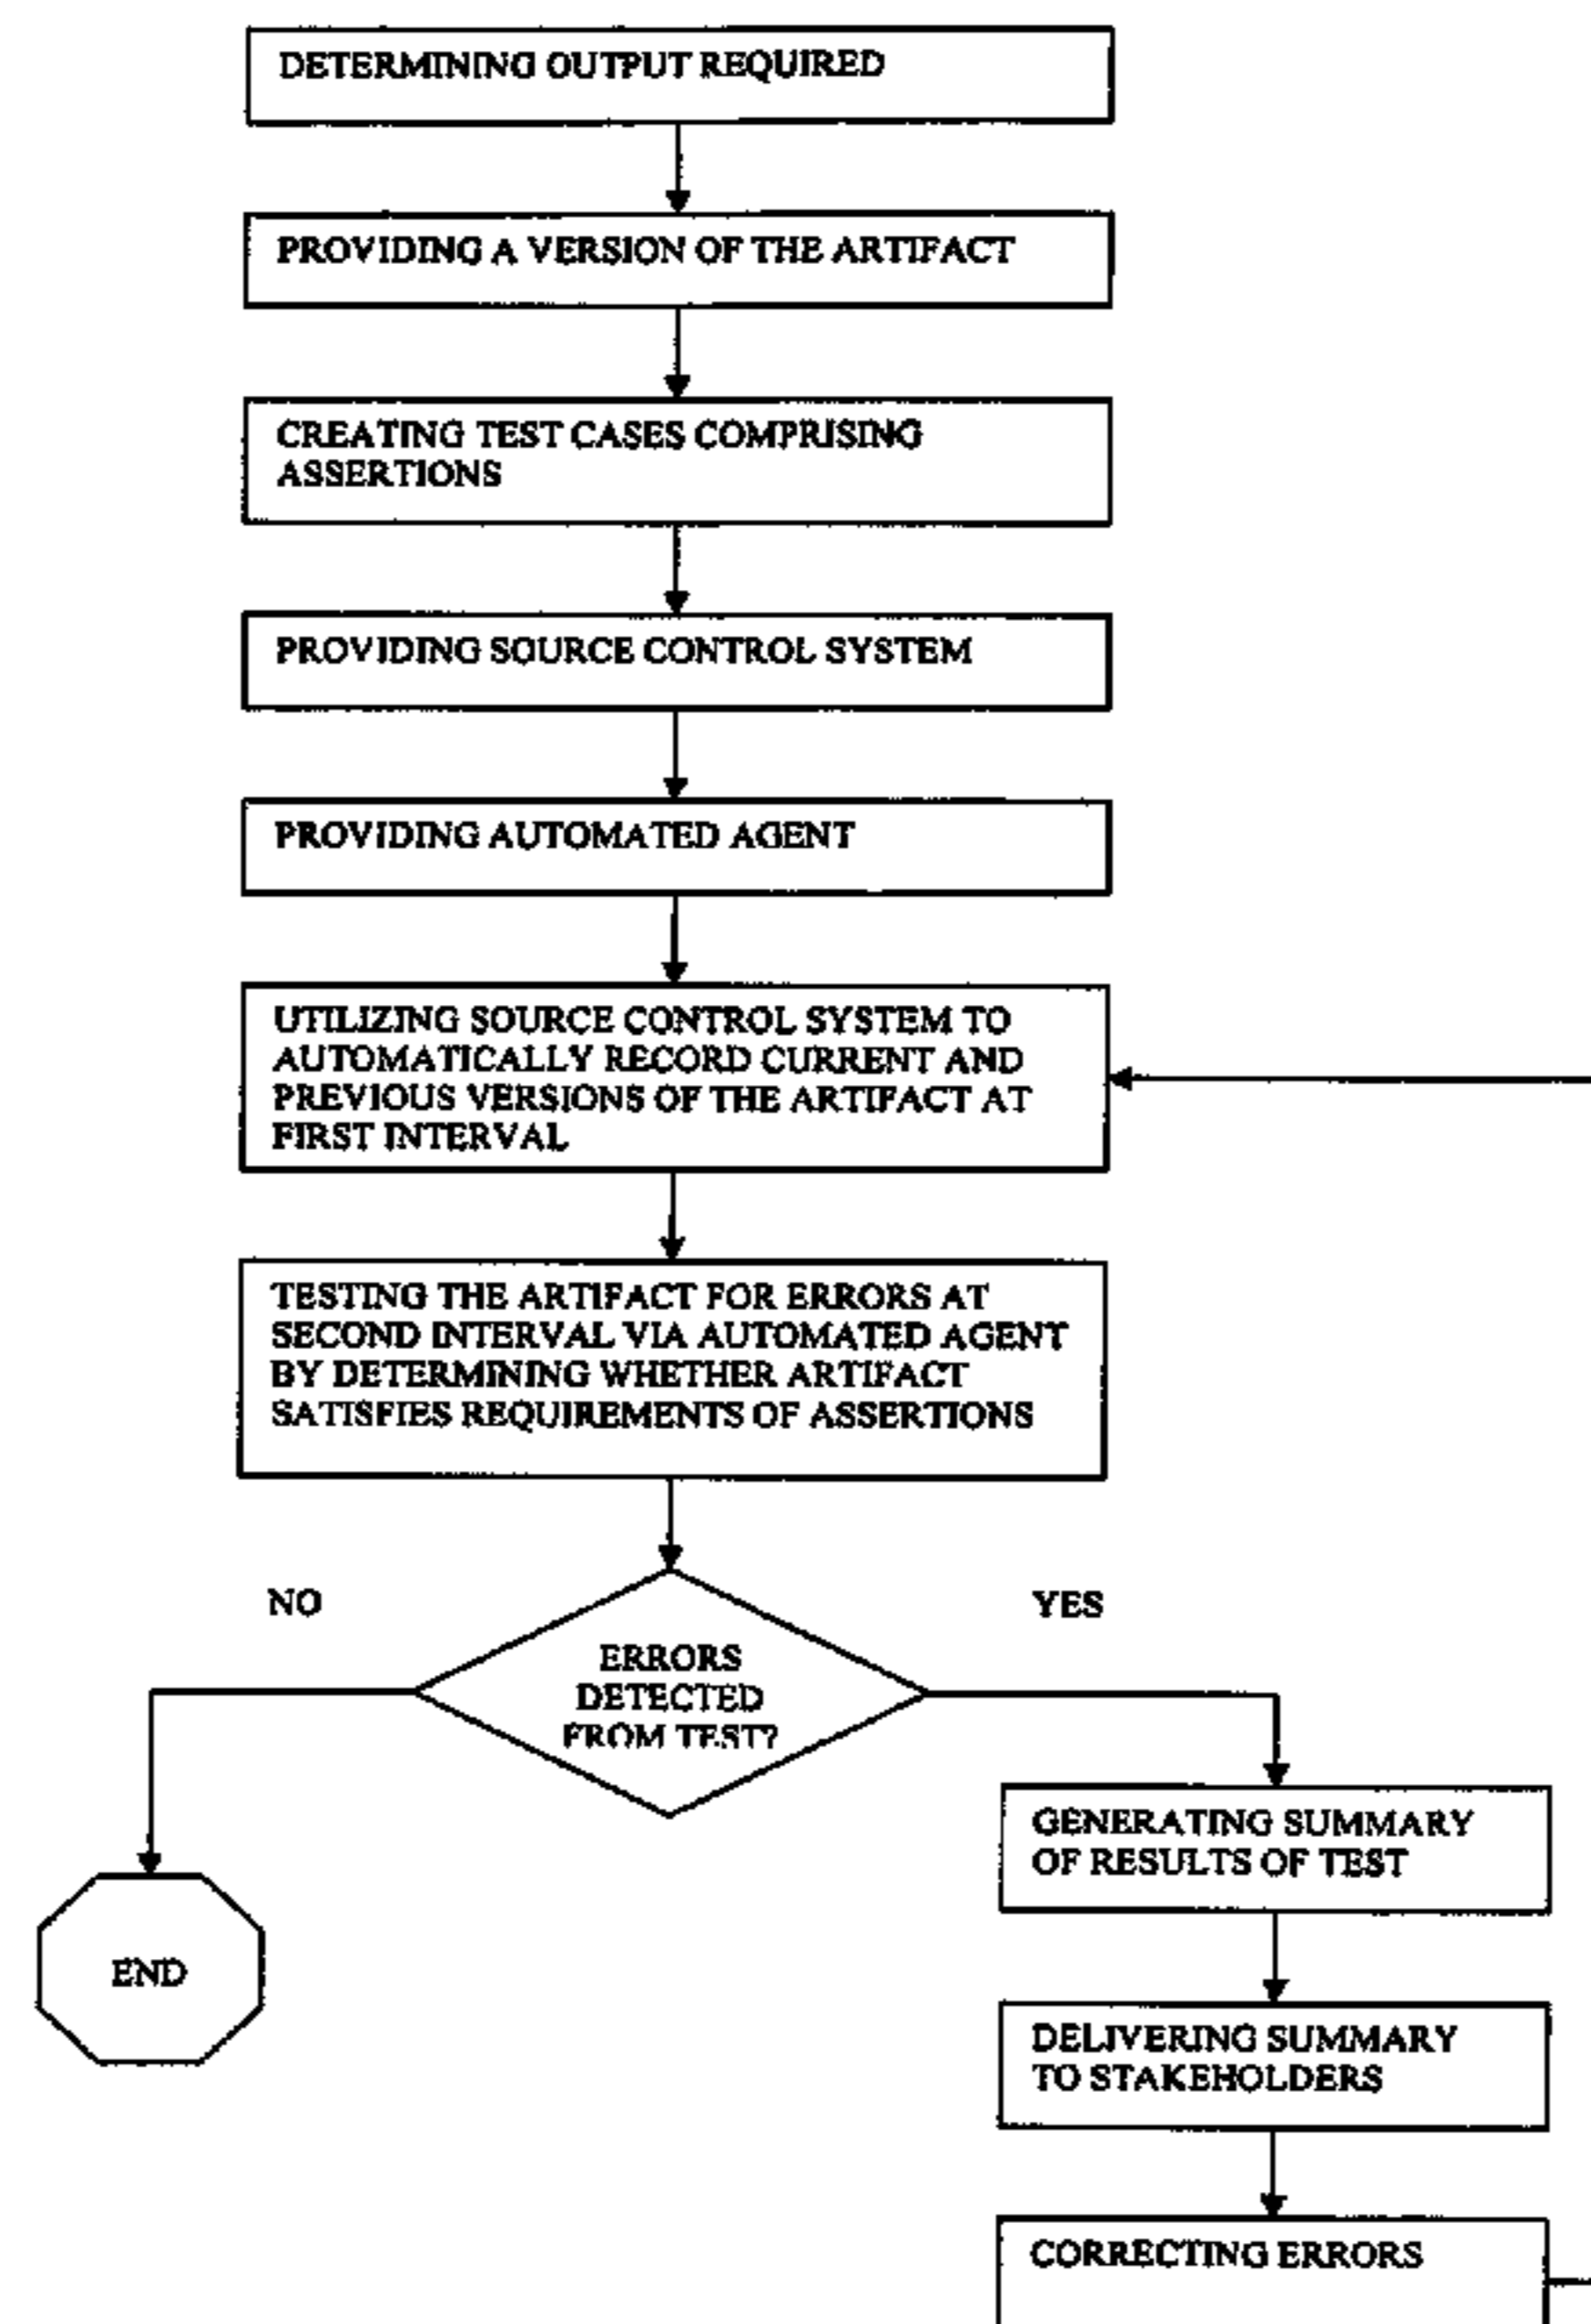 DETERMINING OUTPUT REQUIRED
PROVIDING A VERSION OF THE ARTIFACT
CREATING TEST CASES COMPRISING
ASSERTIONS
PROVIDING SOURCE CONTROL SYSTEM
PROVIDING AUTOMATED AGENT
UTILIZING SOURCE CONTROL SYSTEM TO
AUTOMATICALLY RECORD CURRENT AND
PREVIOUS VERSIONS OF THE ARTIFACT AT
FIRST INTERVAL
TESTING THE ARTIFACT FOR ERRORS AT
SECOND INTERVAL VIA AUTOMATED AGENT
BY DETERMINING WHETHER ARTIFACT
SATISFIES REQUIREMENTS OF ASSERTIONS
NO
YES
ERRORS
DETECTED
FROM TEST?
GENERATING SUMMARY
OF RESULTS OF TEST
END
DELIVERING SUMMARY
TO STAKEHOLDERS
CORRECTING ERRORS